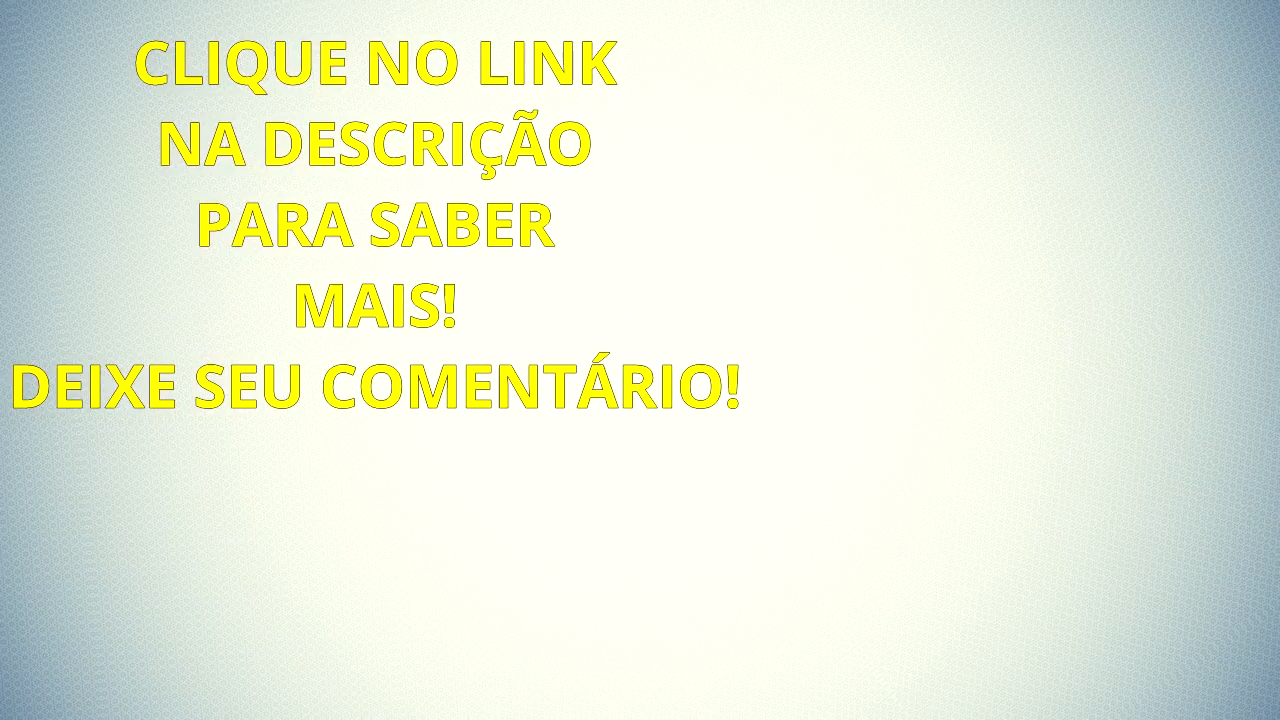 CLIQUE NO LINK
NA DESCRIÇÃO
PARA SABER
MAIS!
DEIXE SEU COMENTÁRIO!